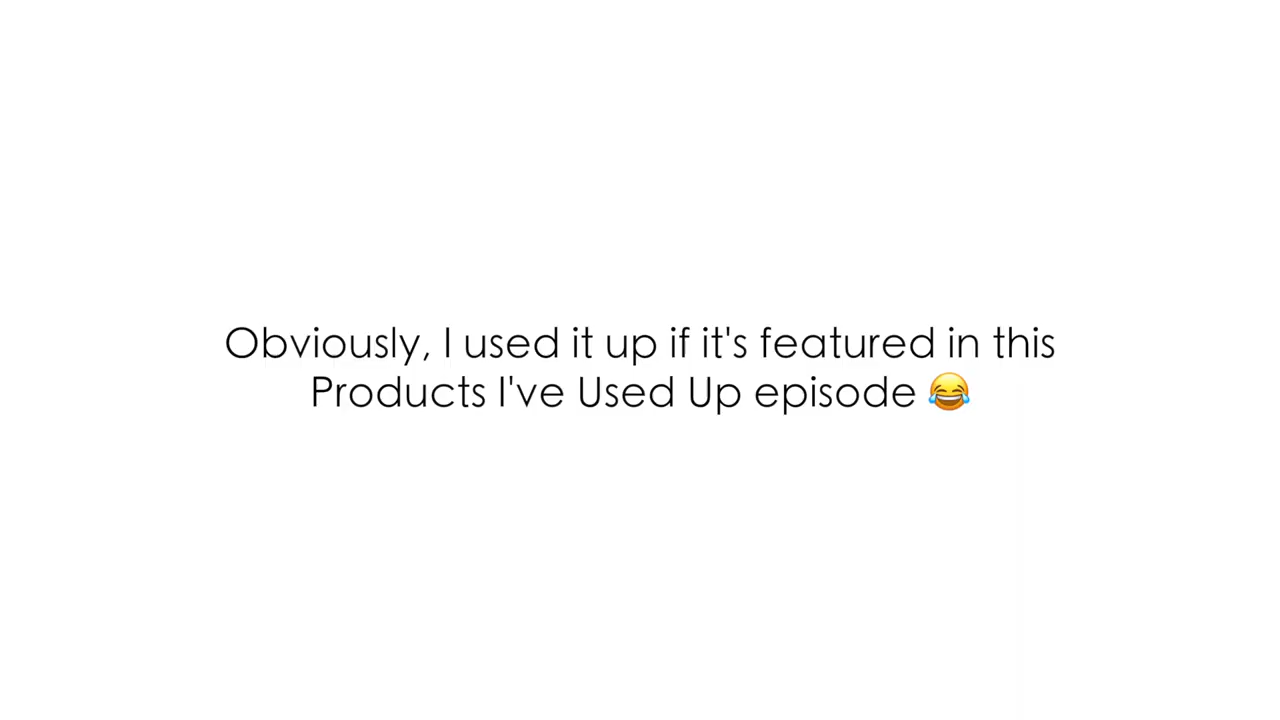 Obviously, I used it up if it's featured in this
Products I've Used Up episode 😂